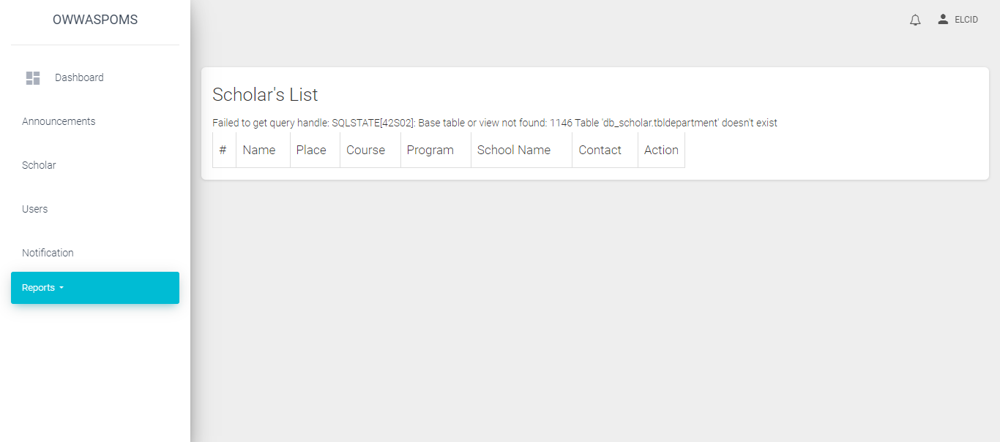 OWWASPOMS
ELCID
Dashboard
Announcements
Scholar
Users
Notification
Reports
Scholar's List
Failed to get query handle: SQLSTATE[42S02]: Base table or view not found: 1146 Table 'db_scholar.tbldepartment' doesn't exist
# Name Place Course Program School Name Contact Action